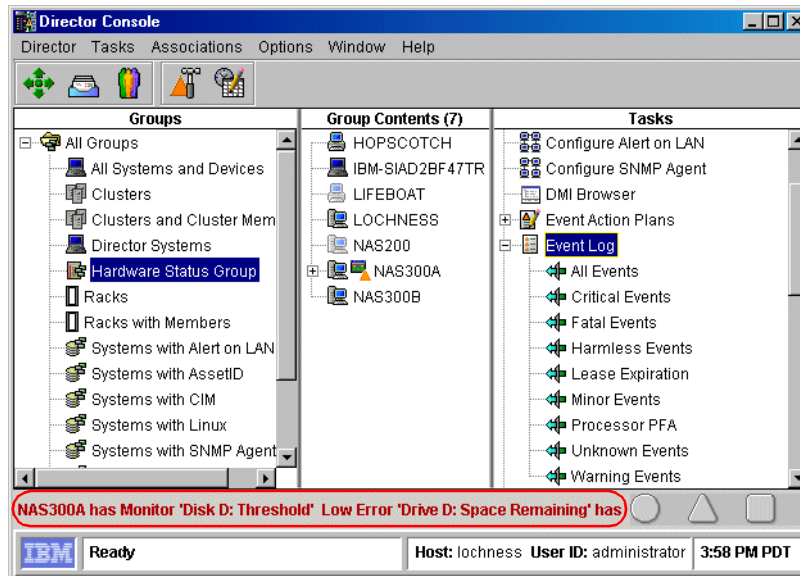 Director Console
Director Tasks Associations Options Window Help
Groups
All Groups
All Systems and Devices
Clusters
Clusters and Cluster Mem
Director Systems
Hardware Status Group
Racks
Racks with Members
Systems with Alert on LAN
Systems with AssetID
Systems with CIM
Systems with Linux
Systems with SNMP Agent
Group Contents (7)
HOPSCOTCH
IBM-SIAD2BF47TR
LIFEBOAT
LOCHNESS
NAS200
NAS300A
NAS300B
Tasks
Configure Alert on LAN
Configure SNMP Agent
DMI Browser
Event Action Plans
Event Log
All Events
Critical Events
Fatal Events
Harmless Events
Lease Expiration
Minor Events
Processor PFA
Unknown Events
Warning Events
NAS300A has Monitor 'Disk D: Threshold' Low Error 'Drive D: Space Remaining' has
IBM Ready Host: lochness User ID: administrator 3:58 PM PDT